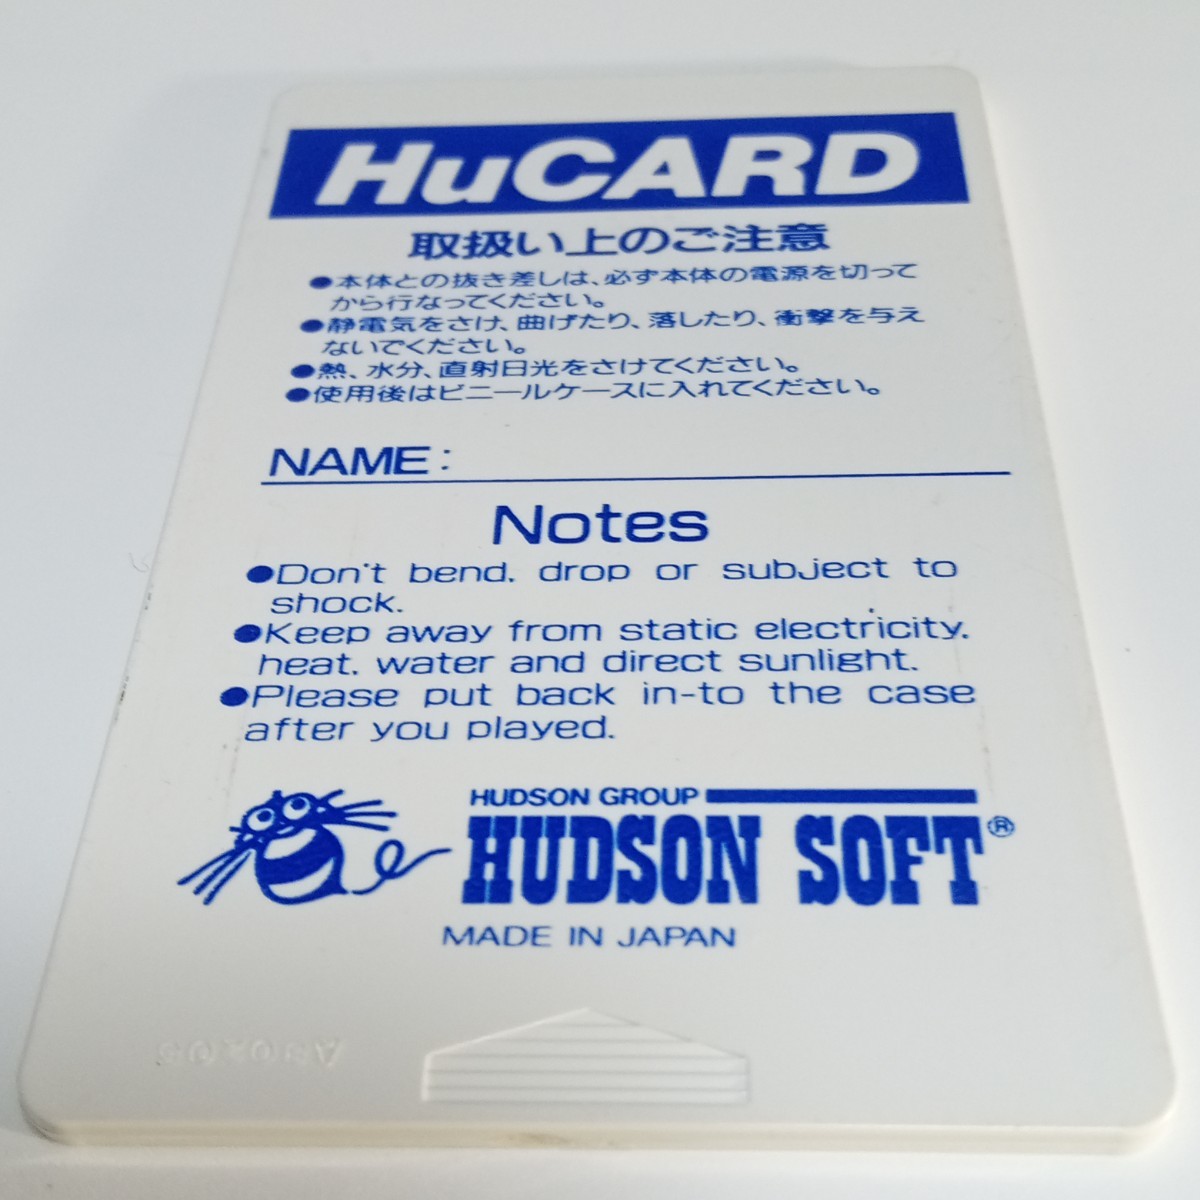 HuCARD
取扱い上のご注意
●本体との抜き差しは、必ず本体の電源を切って
から行なってください。
●静電気をさけ、曲げたり、落したり、衝撃を与え
ないでください。
●熱、水分、直射日光をさけてください。
●使用後はビニールケースに入れてください。
NAME:
Notes
●Don't bend, drop or subject to
shock.
●Keep away from static electricity,
heat, water and direct sunlight.
●Please put back in-to the case
after you played.
HUDSON GROUP
HUDSON SOFT®
MADE IN JAPAN